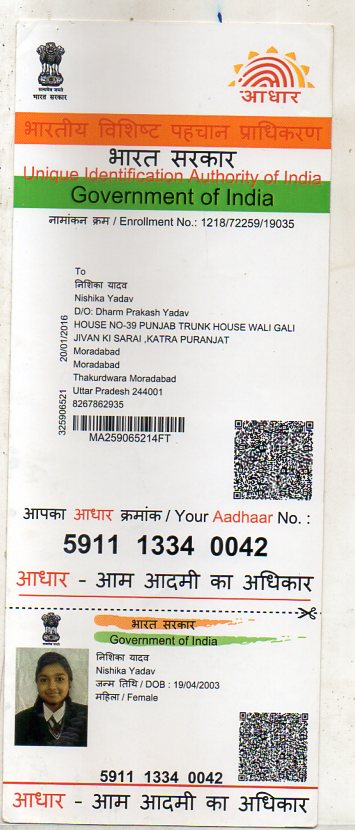 सत्यमेव जयते
भारत सरकार
आधार
भारतीय विशिष्ट पहचान प्राधिकरण
भारत सरकार
Unique Identification Authority of India
Government of India
नामांकन क्रम / Enrollment No.: 1218/72259/19035
To
निशिका यादव
Nishika Yadav
D/O: Dharm Prakash Yadav
HOUSE NO-39 PUNJAB TRUNK HOUSE WALI GALI
JIVAN KI SARAI ,KATRA PURANJAT
Moradabad
Moradabad
Thakurdwara Moradabad
Uttar Pradesh 244001
8267862935
325906521 20/01/2016
MA259065214FT
आपका आधार क्रमांक / Your Aadhaar No. :
5911 1334 0042
आधार - आम आदमी का अधिकार
भारत सरकार
Government of India
निशिका यादव
Nishika Yadav
जन्म तिथि / DOB : 19/04/2003
महिला / Female
5911 1334 0042
आधार - आम आदमी का अधिकार